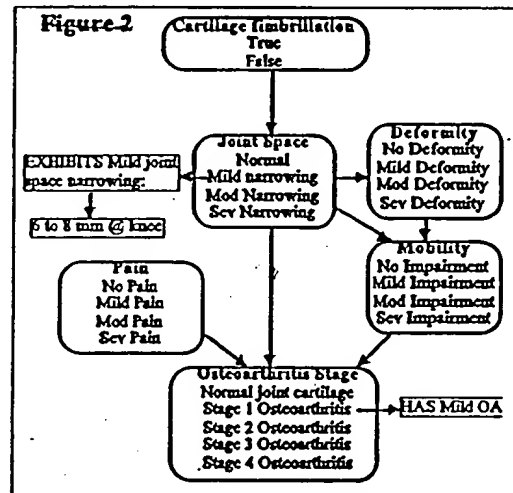 Figure 2
Cartilage fimbrillation
True
False
Joint Space
Normal
Mild narrowing
Mod Narrowing
Sev Narrowing
Deformity
No Deformity
Mild Deformity
Mod Deformity
Sev Deformity
EXHIBITS Mild joint
space narrowing:
6 to 8 mm @ knee
Mobility
No Impairment
Mild Impairment
Mod Impairment
Sev Impairment
Pain
No Pain
Mild Pain
Mod Pain
Sev Pain
Osteoarthritis Stage
Normal joint cartilage
Stage 1 Osteoarthritis
Stage 2 Osteoarthritis
Stage 3 Osteoarthritis
Stage 4 Osteoarthritis
HAS Mild OA